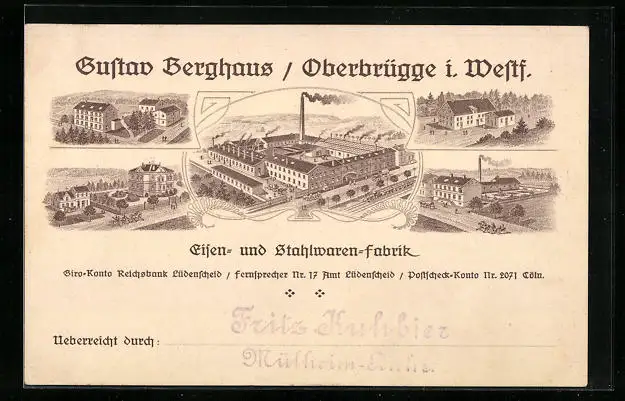 Gustav Berghaus / Oberbrügge i. Westf.
Eisen- und Stahlwaren-Fabrik
Giro-Konto Reichsbank Lüdenscheid / Fernsprecher Nr. 17 Amt Lüdenscheid / Postscheck-Konto Nr. 2071 Cöln.
Fritz Kuhbier
Ueberreicht durch:
Mülheim-Ruhr.